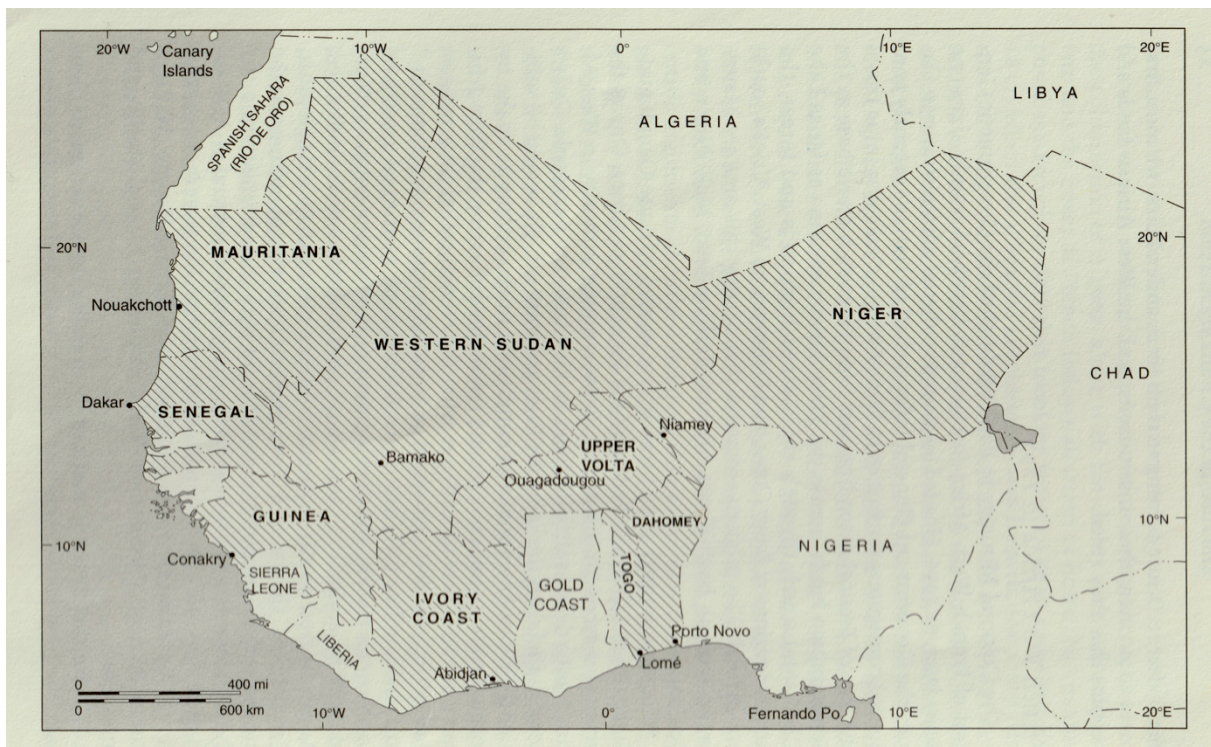 20°W
10°W
0°
10°E
20°E
Canary
Islands
LIBYA
ALGERIA
SPANISH SAHARA
(RIO DE ORO)
20°N
MAURITANIA
20°N
Nouakchott
NIGER
WESTERN SUDAN
CHAD
Dakar
SENEGAL
Niamey
UPPER
VOLTA
Bamako
Ouagadougou
GUINEA
DAHOMEY
10°N
NIGERIA
10°N
Conakry
SIERRA
LEONE
TOGO
GOLD
COAST
IVORY
COAST
LIBERIA
Porto Novo
Lomé
Abidjan
0 400 mi
0 600 km
10°W
0°
Fernando Po
10°E
20°E